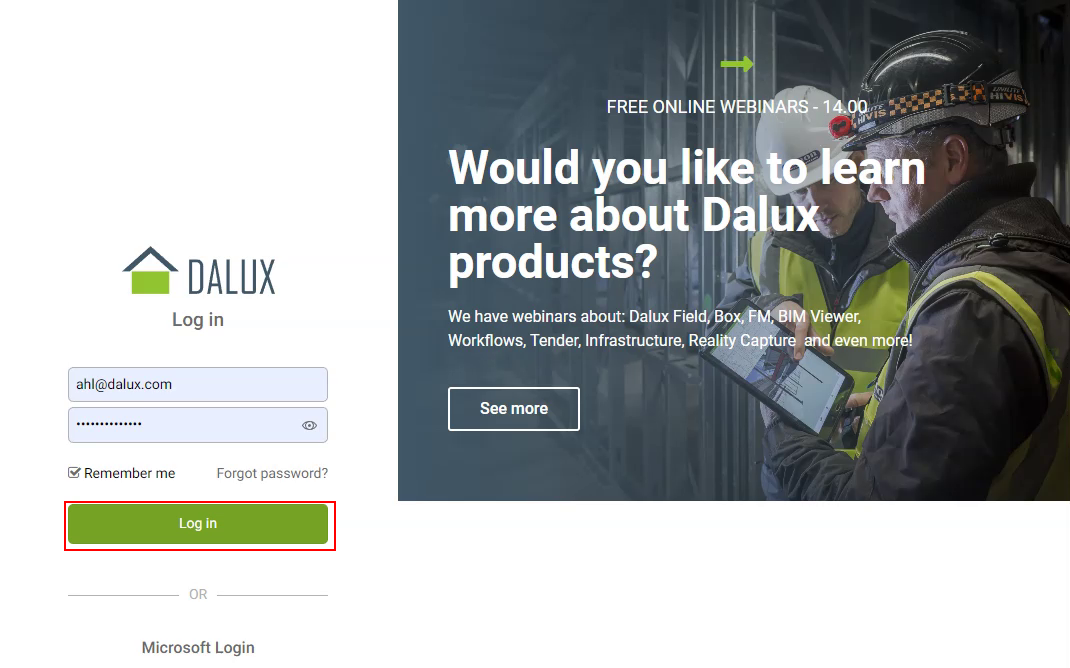 DALUX
Log in
ahl@dalux.com
••••••••••••••
Remember me
Forgot password?
Log in
OR
Microsoft Login
FREE ONLINE WEBINARS - 14.00
Would you like to learn
more about Dalux
products?
We have webinars about: Dalux Field, Box, FM, BIM Viewer,
Workflows, Tender, Infrastructure, Reality Capture and even more!
See more
HIVIS
HIVIS